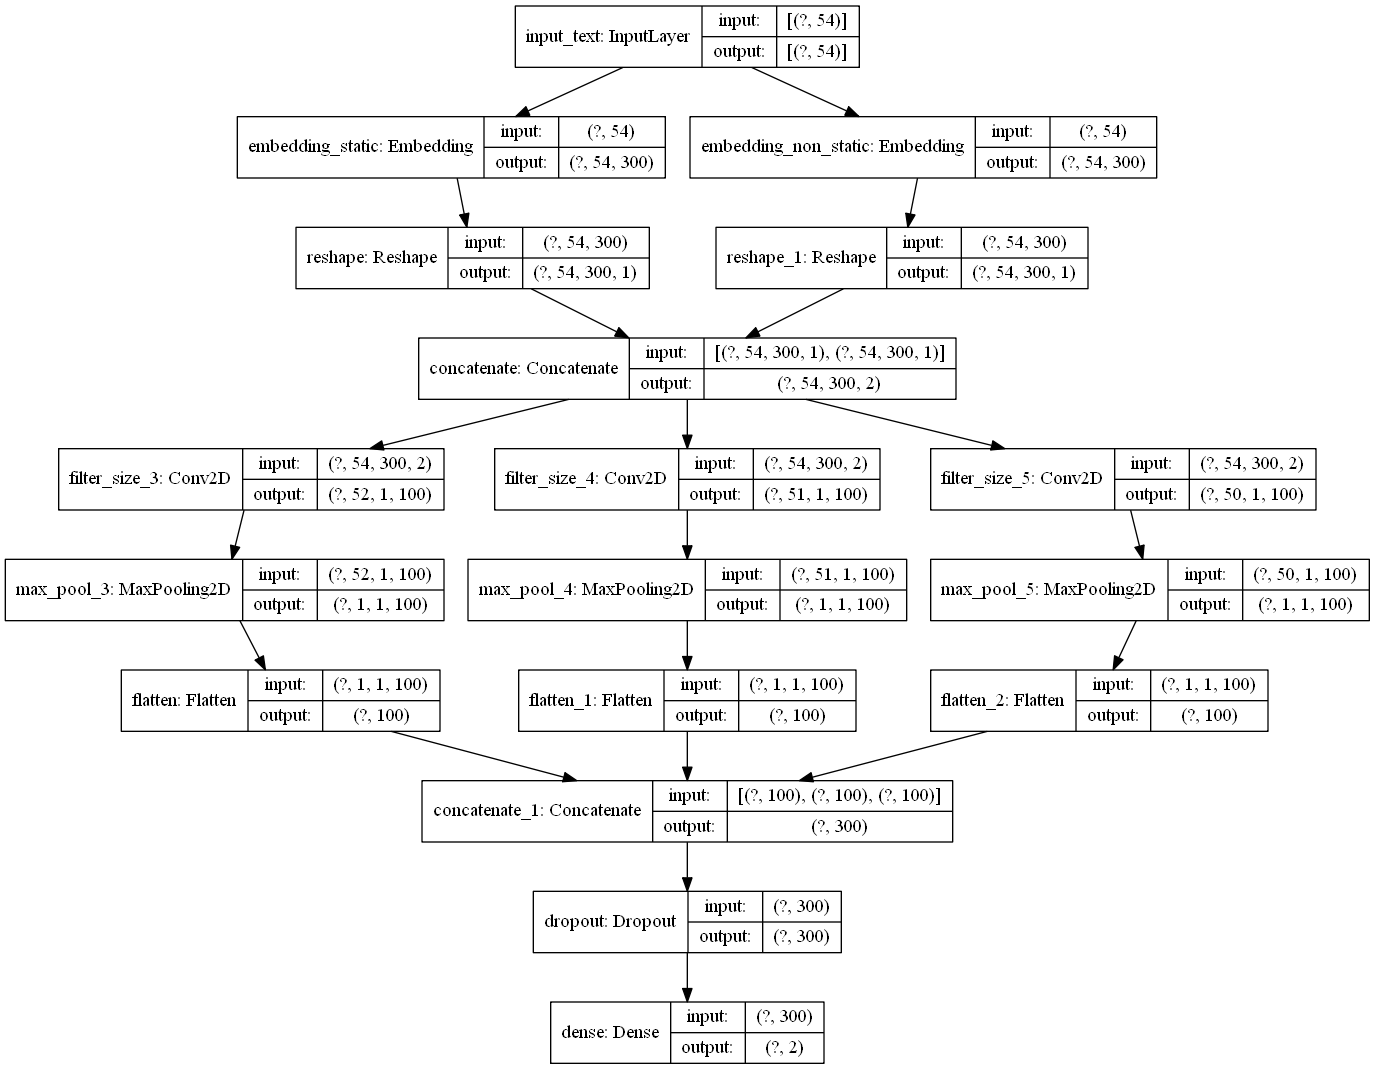 input_text: InputLayer
input: [(?, 54)]
output: [(?, 54)]
embedding_static: Embedding
input: (?, 54)
output: (?, 54, 300)
embedding_non_static: Embedding
input: (?, 54)
output: (?, 54, 300)
reshape: Reshape
input: (?, 54, 300)
output: (?, 54, 300, 1)
reshape_1: Reshape
input: (?, 54, 300)
output: (?, 54, 300, 1)
concatenate: Concatenate
input: [(?, 54, 300, 1), (?, 54, 300, 1)]
output: (?, 54, 300, 2)
filter_size_3: Conv2D
input: (?, 54, 300, 2)
output: (?, 52, 1, 100)
filter_size_4: Conv2D
input: (?, 54, 300, 2)
output: (?, 51, 1, 100)
filter_size_5: Conv2D
input: (?, 54, 300, 2)
output: (?, 50, 1, 100)
max_pool_3: MaxPooling2D
input: (?, 52, 1, 100)
output: (?, 1, 1, 100)
max_pool_4: MaxPooling2D
input: (?, 51, 1, 100)
output: (?, 1, 1, 100)
max_pool_5: MaxPooling2D
input: (?, 50, 1, 100)
output: (?, 1, 1, 100)
flatten: Flatten
input: (?, 1, 1, 100)
output: (?, 100)
flatten_1: Flatten
input: (?, 1, 1, 100)
output: (?, 100)
flatten_2: Flatten
input: (?, 1, 1, 100)
output: (?, 100)
concatenate_1: Concatenate
input: [(?, 100), (?, 100), (?, 100)]
output: (?, 300)
dropout: Dropout
input: (?, 300)
output: (?, 300)
dense: Dense
input: (?, 300)
output: (?, 2)